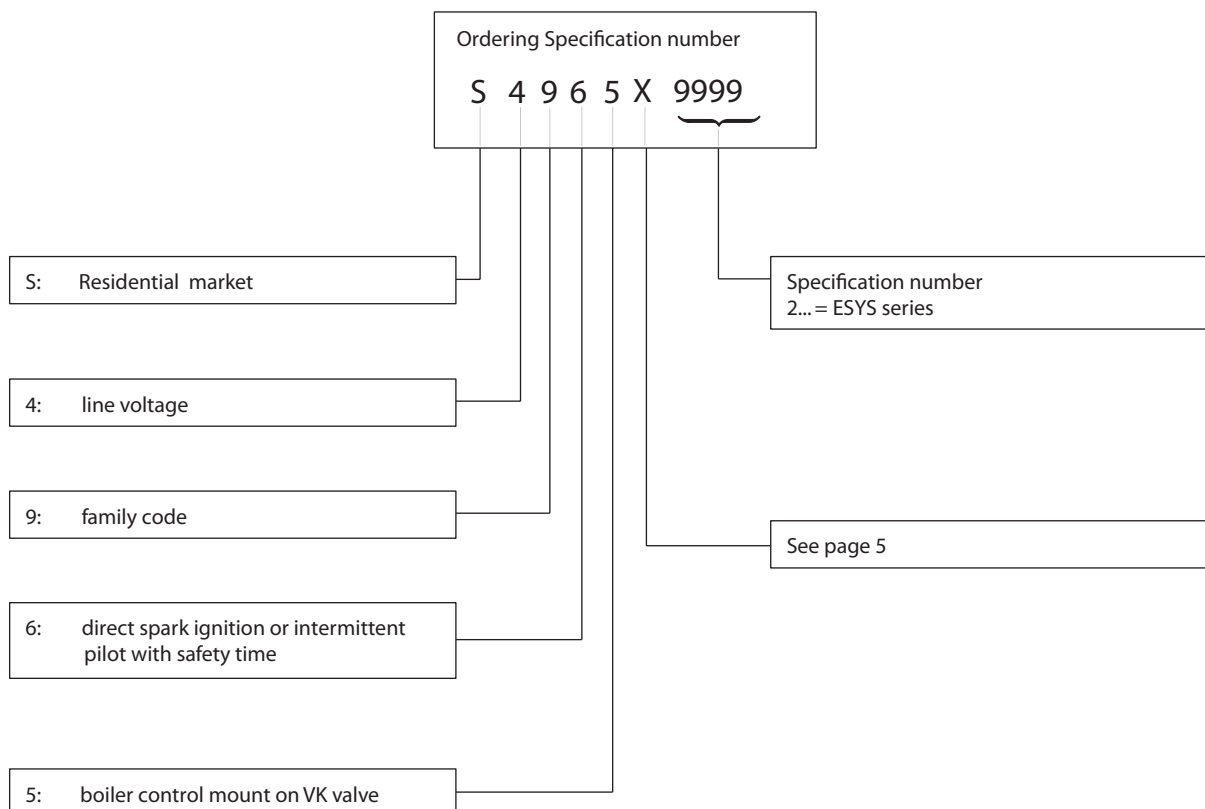 Ordering Specification number
S 4 9 6 5 X 9999
S: Residential market
Specification number
2... = ESYS series
4: line voltage
9: family code
See page 5
6: direct spark ignition or intermittent
pilot with safety time
5: boiler control mount on VK valve